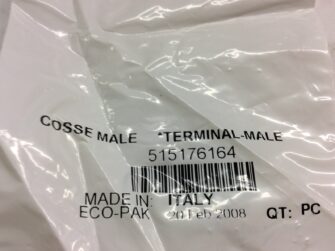 COSSE MALE *TERMINAL-MALE
515176164
MADE IN: ITALY
ECO-PAK 20 Feb 2008 QT: PC